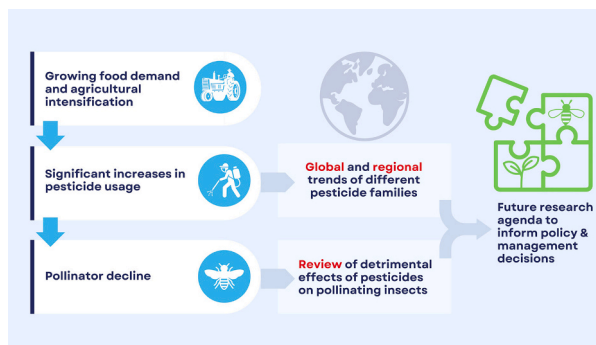 Growing food demand
and agricultural
intensification
Significant increases in
pesticide usage
Pollinator decline
Global and regional
trends of different
pesticide families
Review of detrimental
effects of pesticides
on pollinating insects
Future research
agenda to
inform policy &
management
decisions